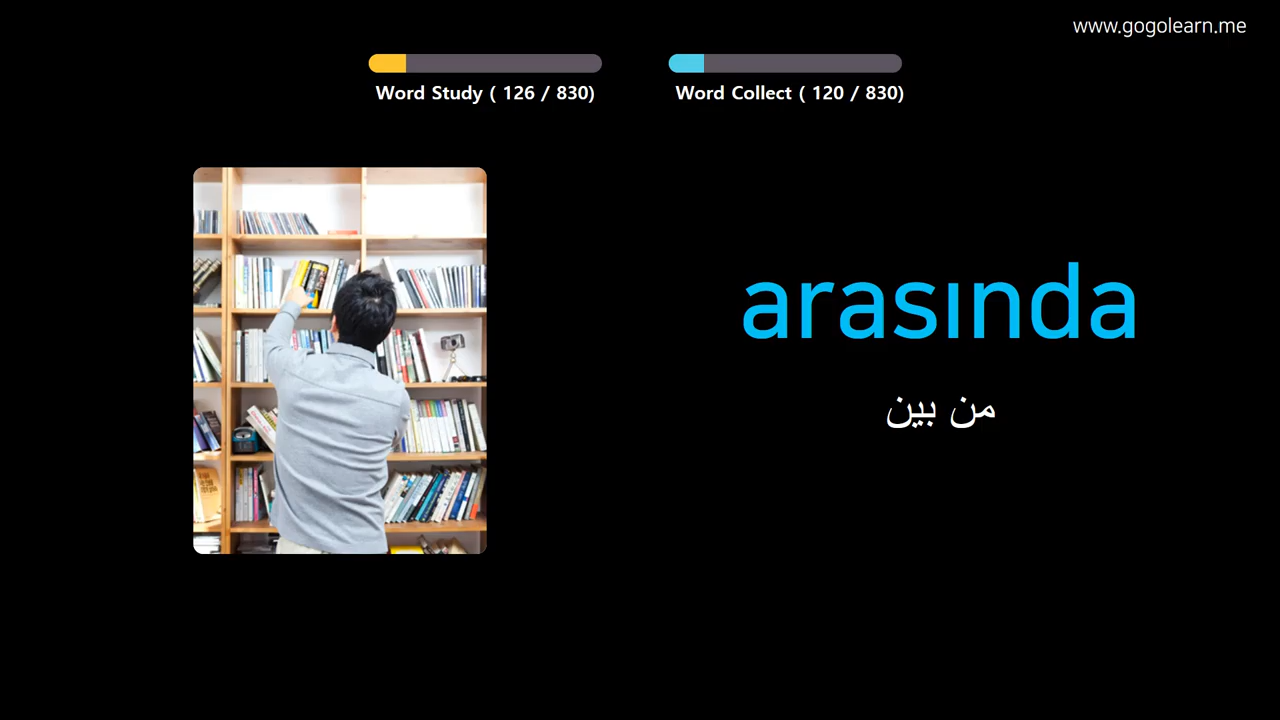 www.gogolearn.me
Word Study ( 126 / 830)
Word Collect ( 120 / 830)
arasında
من بين